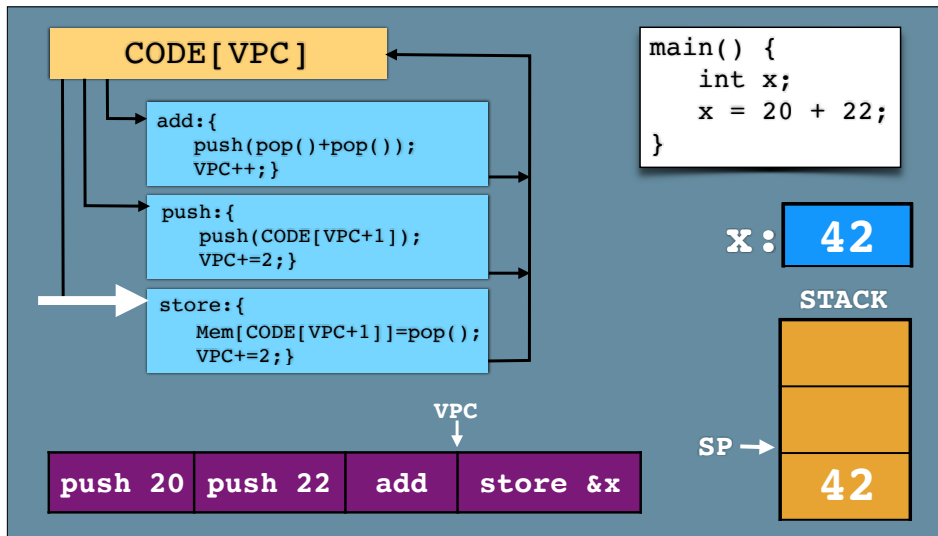 CODE[VPC]
add:{
push(pop()+pop());
VPC++;}
push:{
push(CODE[VPC+1]);
VPC+=2;}
store:{
Mem[CODE[VPC+1]]=pop();
VPC+=2;}
main() {
int x;
x = 20 + 22;
}
x: 42
STACK
SP
42
VPC
push 20 push 22 add store &x